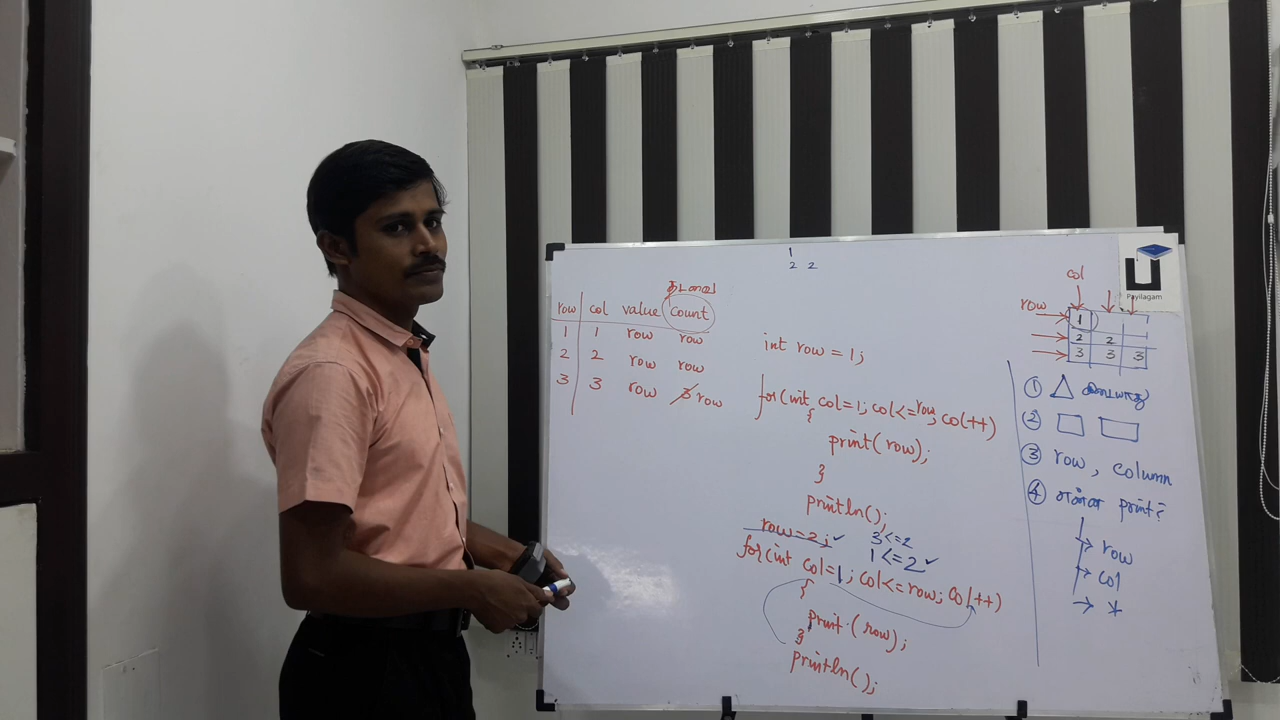 1
2 2
தடவை
row col value count
1 1 row row
2 2 row row
3 3 row 3 row
int row = 1;
for(int col=1; col<=row; col++)
{
print(row);
}
println();
row=2; ✓ 3<=2
1<=2 ✓
for(int col=1; col<=row; col++)
{
print(row);
}
println();
Payilagam
col
row
1
2 2
3 3 3
① △
②
③ row, column
④ என்ன print?
→ row
→ col
→ *